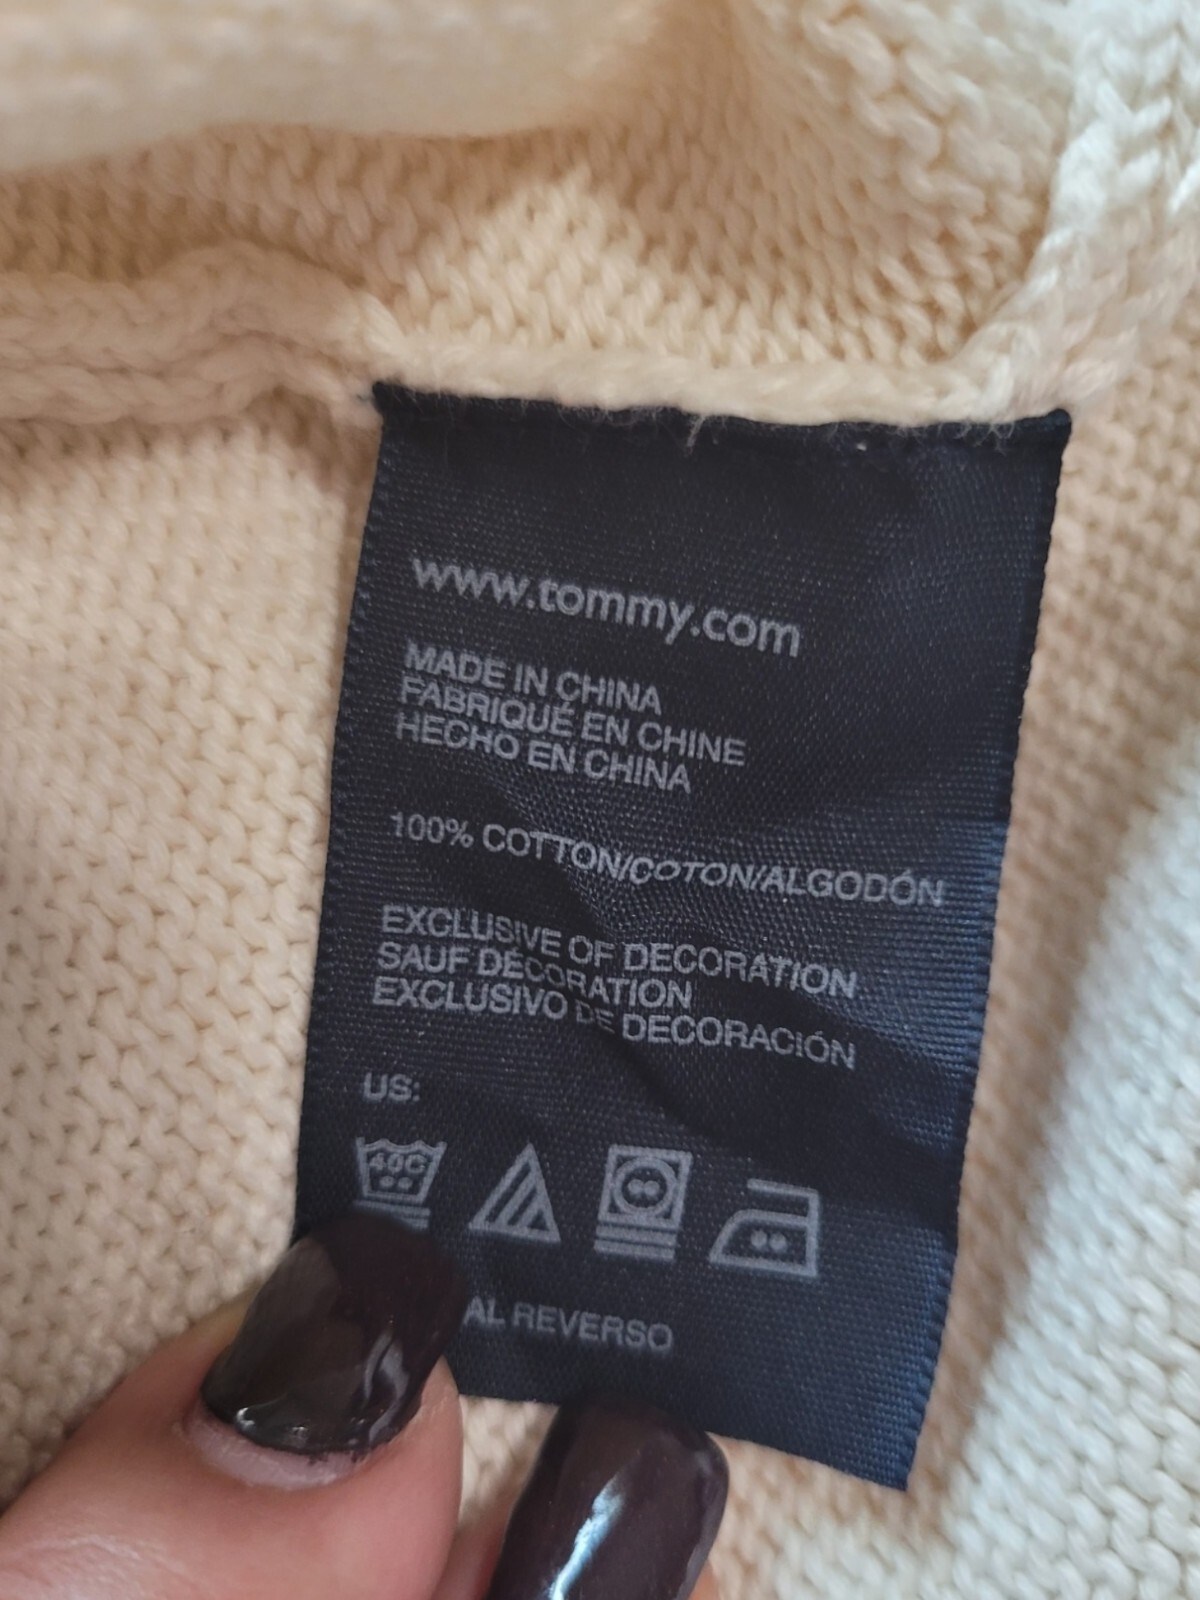 www.tommy.com
MADE IN CHINA
FABRIQUÉ EN CHINE
HECHO EN CHINA
100% COTTON/COTON/ALGODÓN
EXCLUSIVE OF DECORATION
SAUF DÉCORATION
EXCLUSIVO DE DECORACIÓN
US:
40C
AL REVERSO